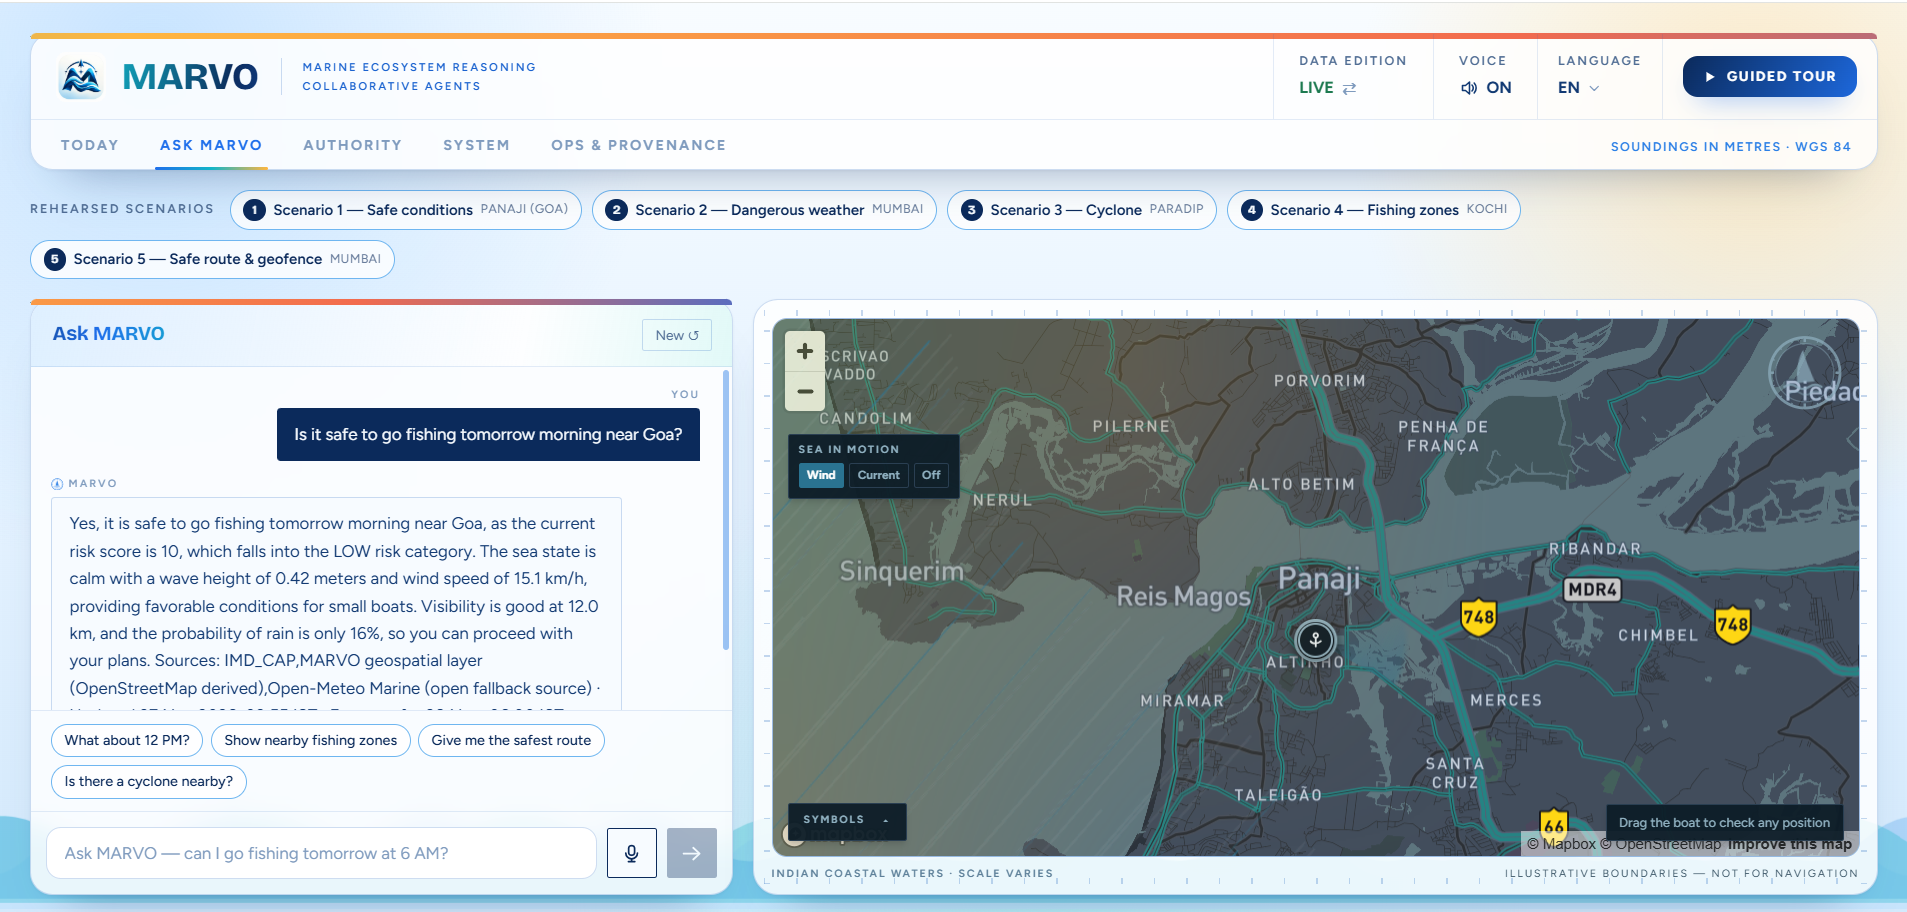 MARVO
MARINE ECOSYSTEM REASONING
COLLABORATIVE AGENTS
DATA EDITION
LIVE ⇄
VOICE
ON
LANGUAGE
EN
GUIDED TOUR
TODAY
ASK MARVO
AUTHORITY
SYSTEM
OPS & PROVENANCE
SOUNDINGS IN METRES · WGS 84
REHEARSED SCENARIOS
1 Scenario 1 — Safe conditions PANAJI (GOA)
2 Scenario 2 — Dangerous weather MUMBAI
3 Scenario 3 — Cyclone PARADIP
4 Scenario 4 — Fishing zones KOCHI
5 Scenario 5 — Safe route & geofence MUMBAI
Ask MARVO
New ↺
YOU
Is it safe to go fishing tomorrow morning near Goa?
MARVO
Yes, it is safe to go fishing tomorrow morning near Goa, as the current
risk score is 10, which falls into the LOW risk category. The sea state is
calm with a wave height of 0.42 meters and wind speed of 15.1 km/h,
providing favorable conditions for small boats. Visibility is good at 12.0
km, and the probability of rain is only 16%, so you can proceed with
your plans. Sources: IMD_CAP,MARVO geospatial layer
(OpenStreetMap derived),Open-Meteo Marine (open fallback source) ·
What about 12 PM?
Show nearby fishing zones
Give me the safest route
Is there a cyclone nearby?
Ask MARVO — can I go fishing tomorrow at 6 AM?
+
−
SCRIVAO
VADDO
CANDOLIM
SEA IN MOTION
Wind
Current
Off
PILERNE
NERUL
PORVORIM
PENHA DE
FRANÇA
Piedad
ALTO BETIM
RIBANDAR
Sinquerim
Reis Magos
Panaji
MDR4
748
748
CHIMBEL
ALTINHO
MIRAMAR
MERCES
SANTA
CRUZ
TALEIGÃO
66
SYMBOLS
mapbox
Drag the boat to check any position
© Mapbox © OpenStreetMap Improve this map
INDIAN COASTAL WATERS · SCALE VARIES
ILLUSTRATIVE BOUNDARIES — NOT FOR NAVIGATION